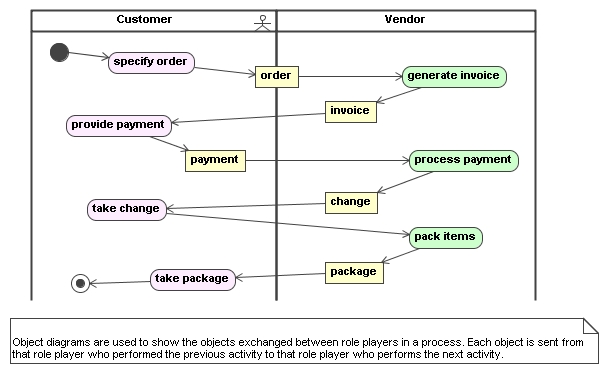 Customer
Vendor
specify order
order
generate invoice
invoice
provide payment
payment
process payment
change
take change
pack items
package
take package
Object diagrams are used to show the objects exchanged between role players in a process. Each object is sent from
that role player who performed the previous activity to that role player who performs the next activity.